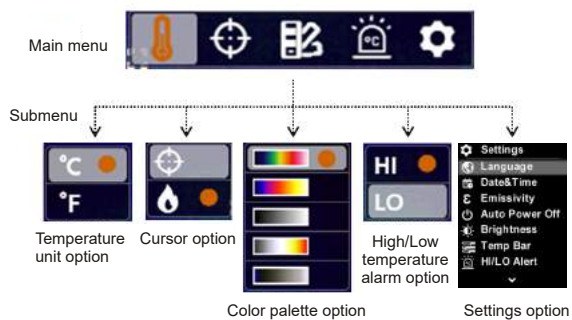 Main menu
°C
Submenu
°C
°F
HI
LO
Settings
Language
Date&Time
Emissivity
Auto Power Off
Brightness
Temp Bar
HI/LO Alert
ε
Temperature
unit option
Cursor option
High/Low
temperature
alarm option
Color palette option
Settings option